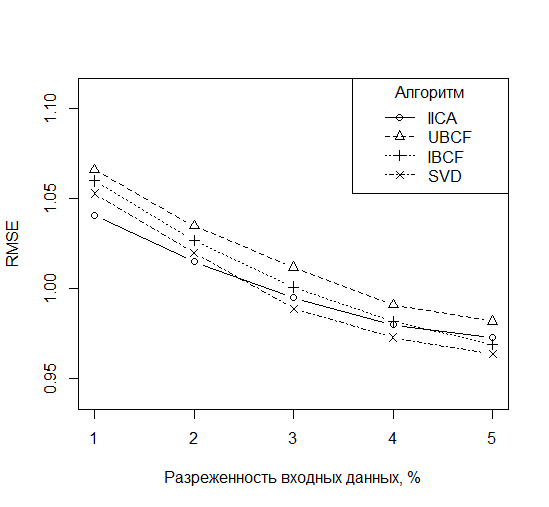 Алгоритм
IICA
UBCF
IBCF
SVD
RMSE
1.10
1.05
1.00
0.95
1 2 3 4 5
Разреженность входных данных, %